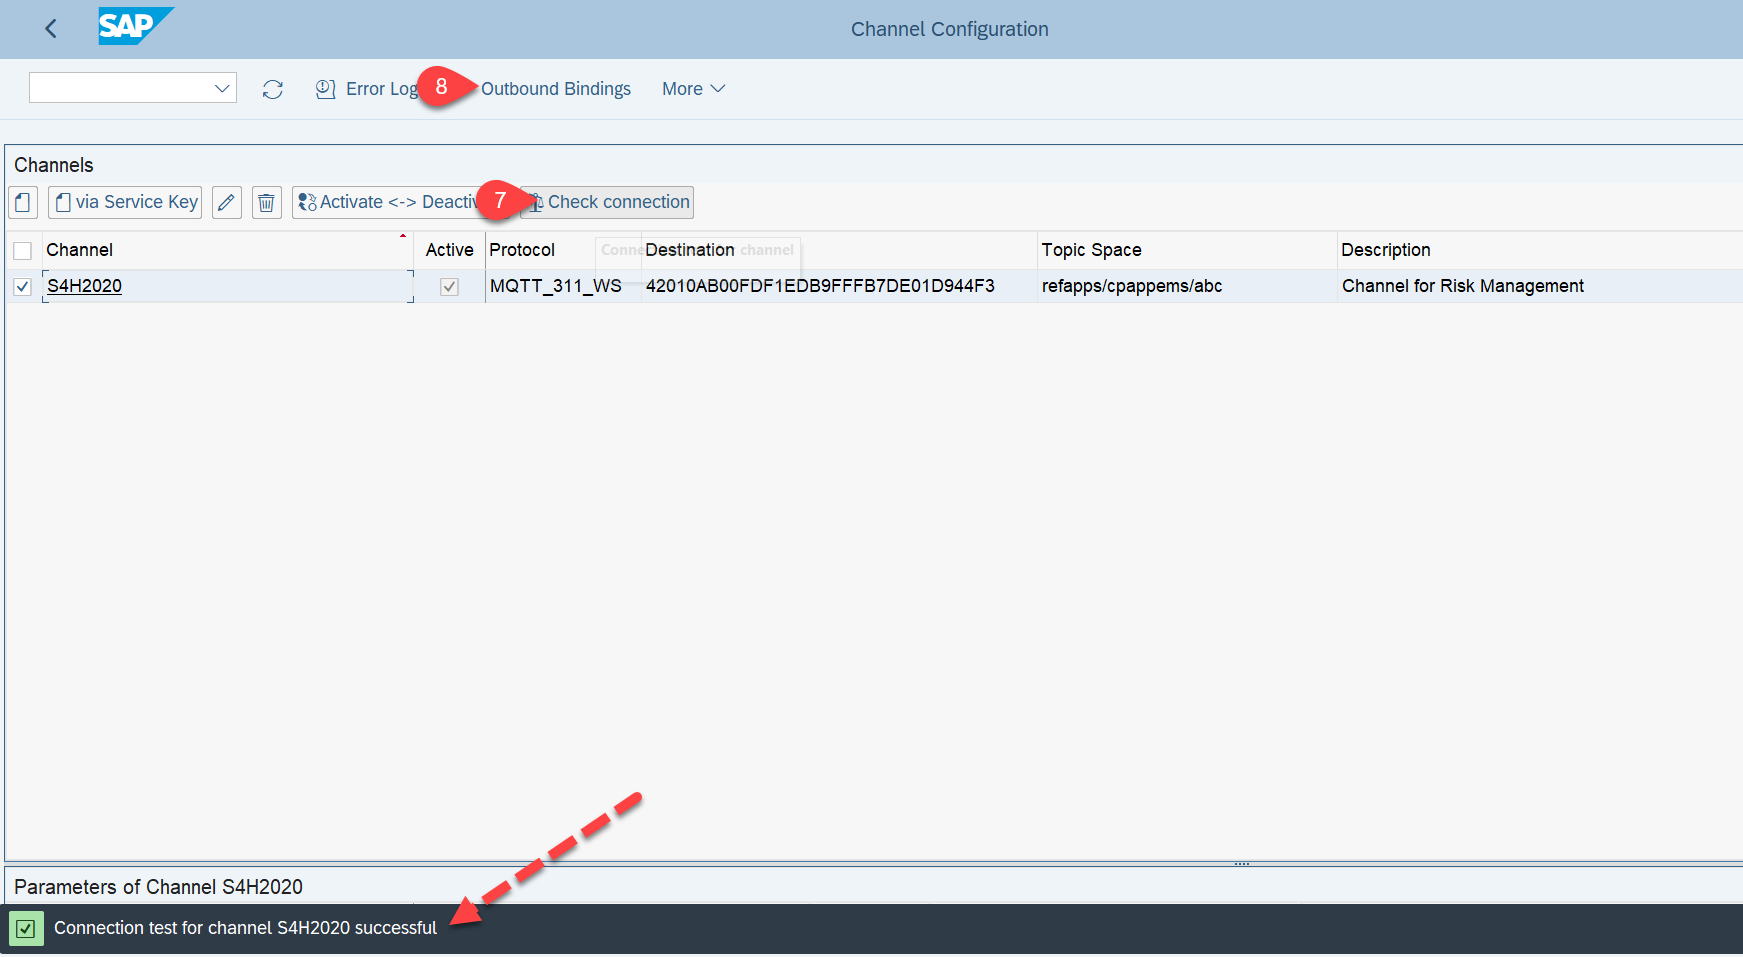 SAP
Channel Configuration
Error Log
8
Outbound Bindings
More
Channels
via Service Key
Activate <-> Deactiv
7
Check connection
Channel
Active
Protocol
Destination
channel
Topic Space
Description
S4H2020
MQTT_311_WS
42010AB00FDF1EDB9FFFB7DE01D944F3
refapps/cpappems/abc
Channel for Risk Management
Parameters of Channel S4H2020
Connection test for channel S4H2020 successful